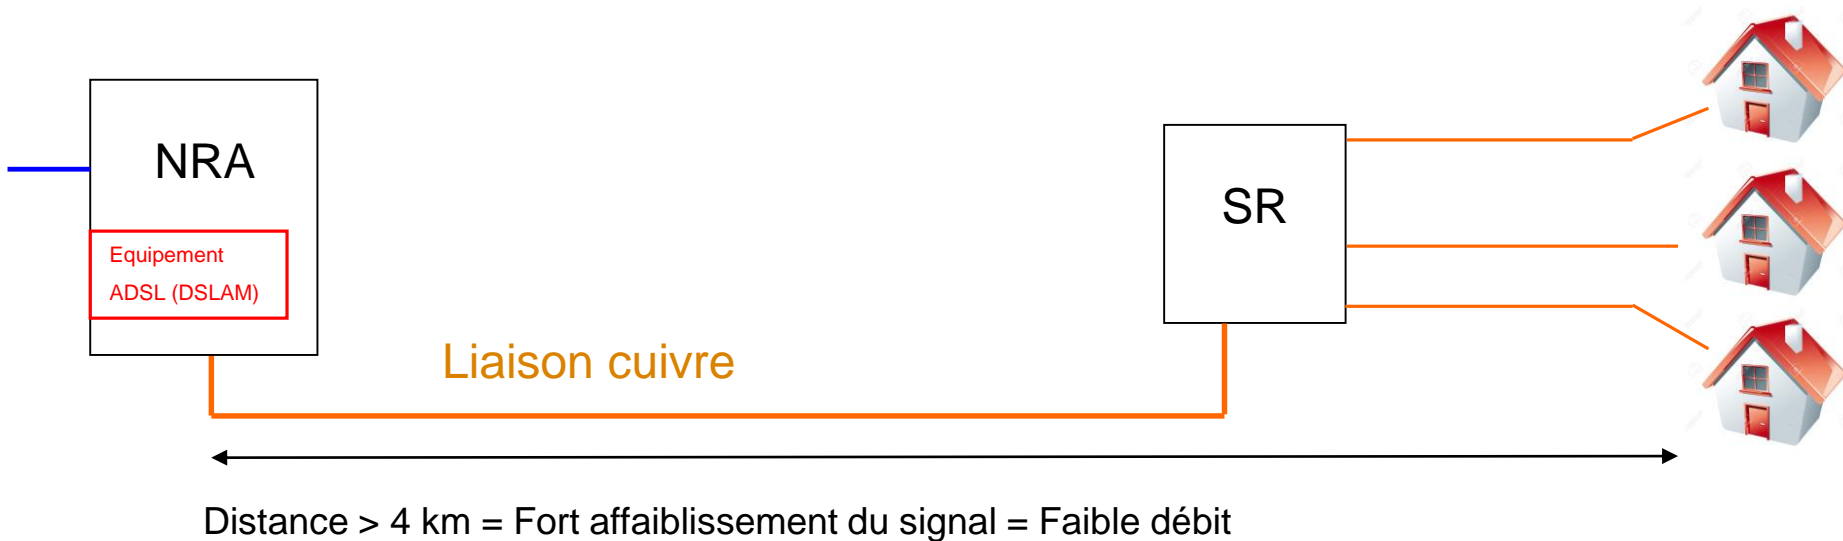 NRA
SR
Equipement
ADSL (DSLAM)
Liaison cuivre
Distance > 4 km = Fort affaiblissement du signal = Faible débit